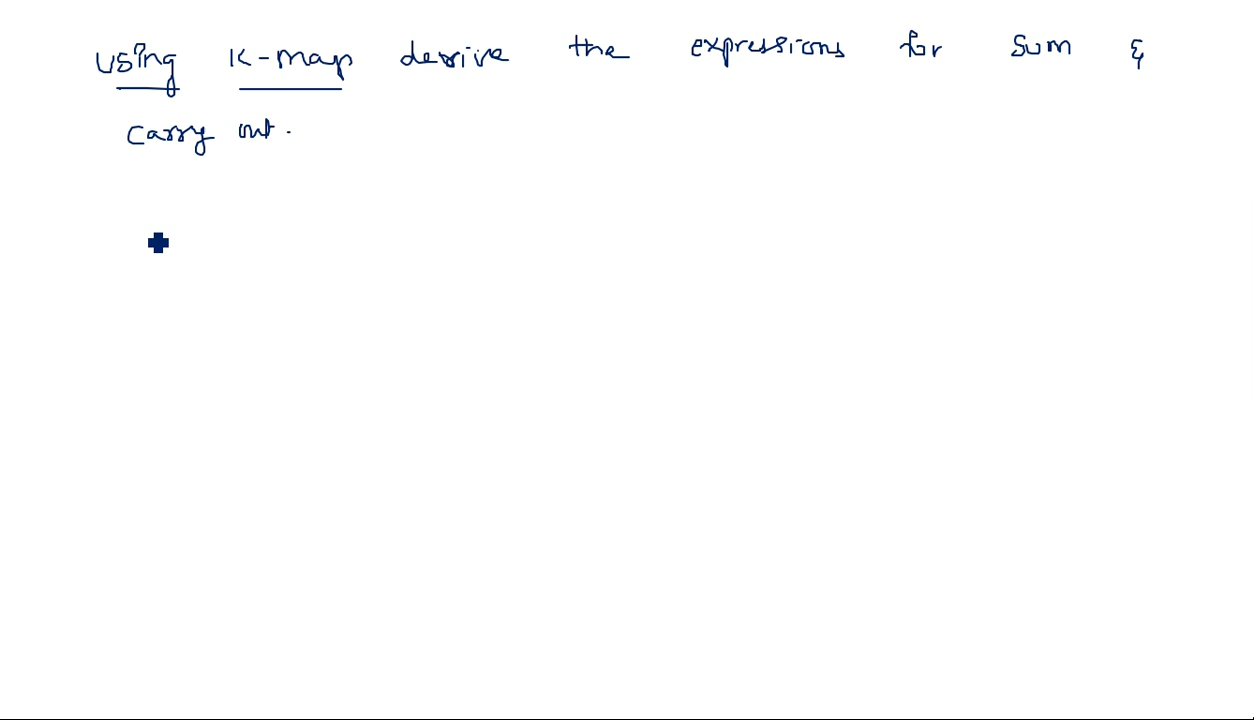 using K-map derive the expressions for Sum &
Carry out.